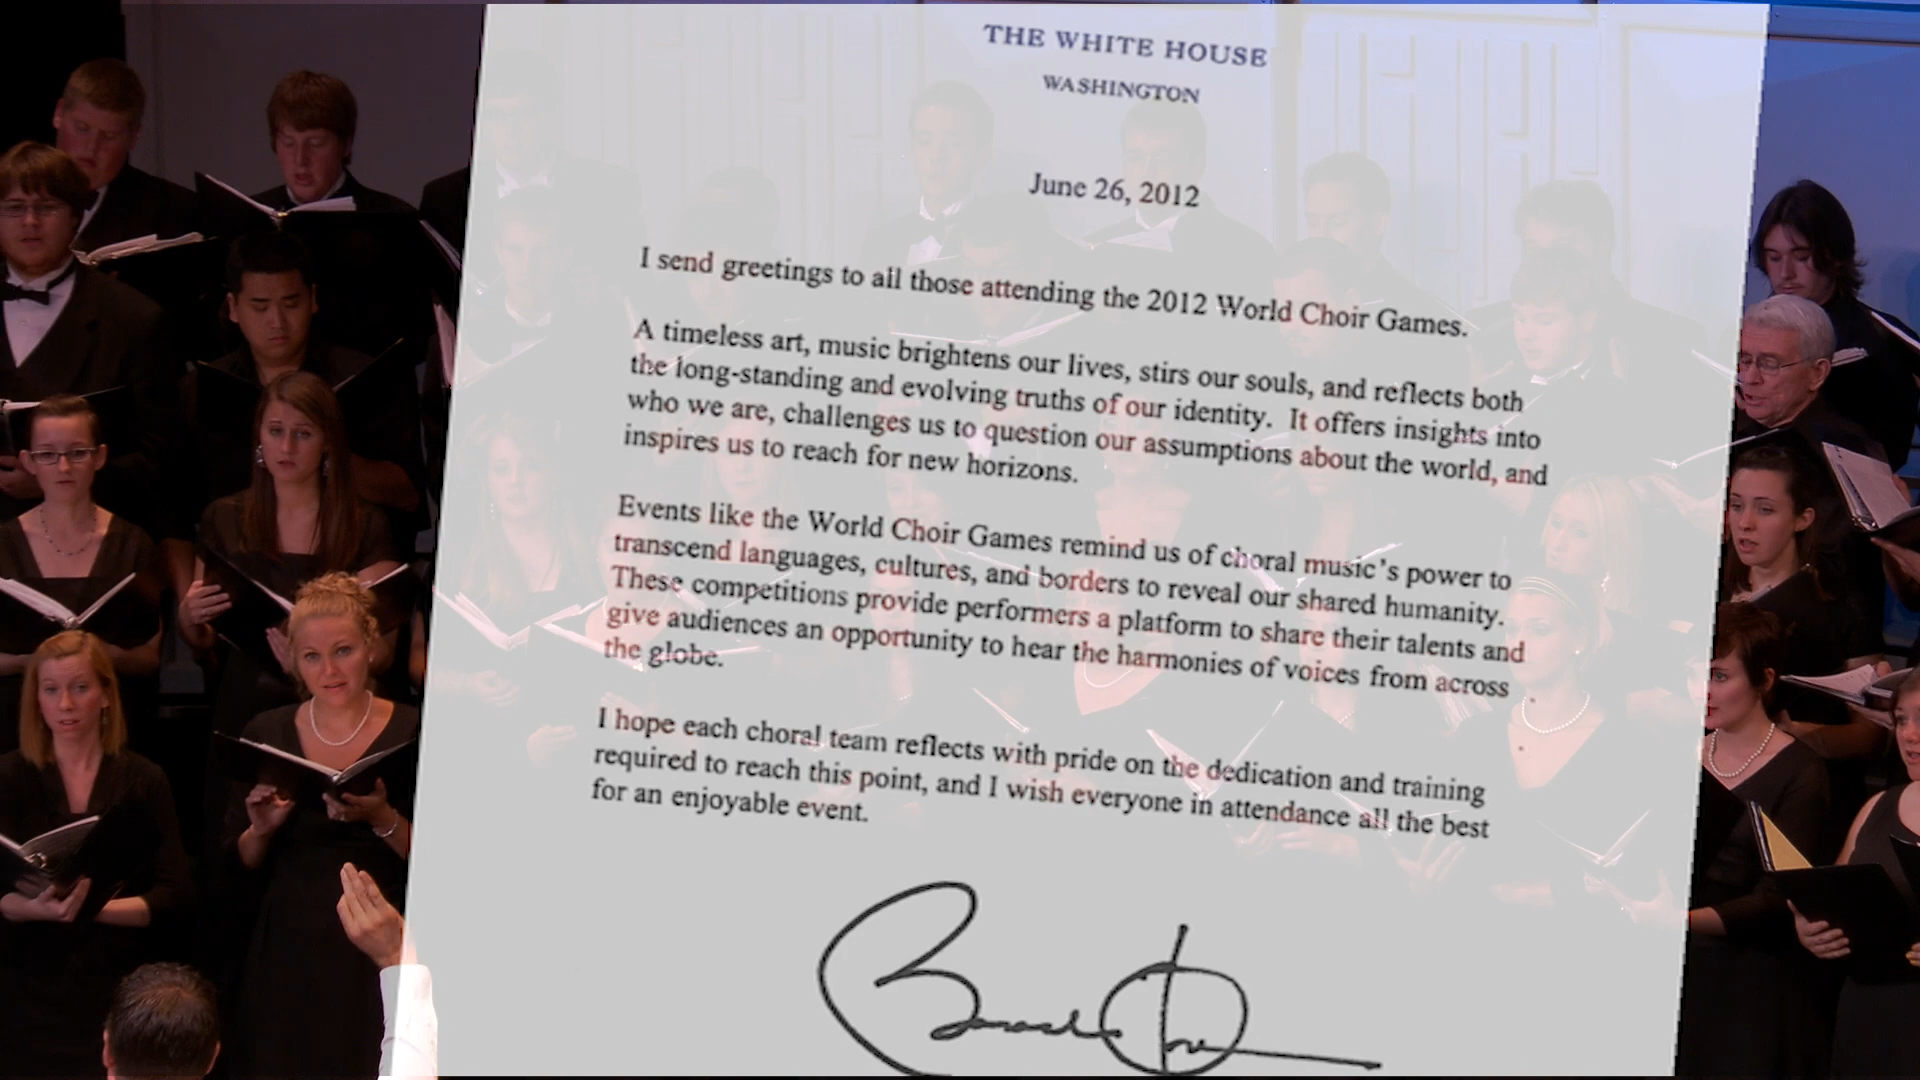 THE WHITE HOUSE
WASHINGTON
June 26, 2012
I send greetings to all those attending the 2012 World Choir Games.
A timeless art, music brightens our lives, stirs our souls, and reflects both
the long-standing and evolving truths of our identity. It offers insights into
who we are, challenges us to question our assumptions about the world, and
inspires us to reach for new horizons.
Events like the World Choir Games remind us of choral music's power to
transcend languages, cultures, and borders to reveal our shared humanity.
These competitions provide performers a platform to share their talents and
give audiences an opportunity to hear the harmonies of voices from across
the globe.
I hope each choral team reflects with pride on the dedication and training
required to reach this point, and I wish everyone in attendance all the best
for an enjoyable event.